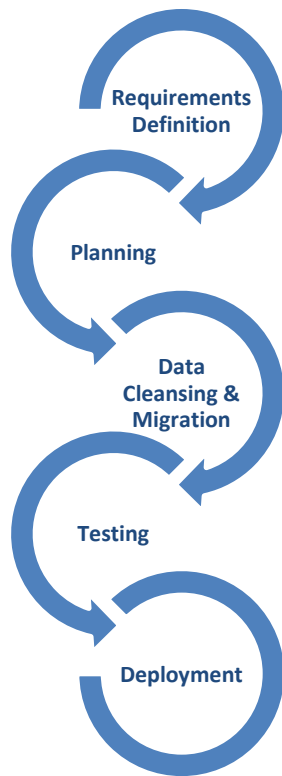 Requirements
Definition
Planning
Data
Cleansing &
Migration
Testing
Deployment